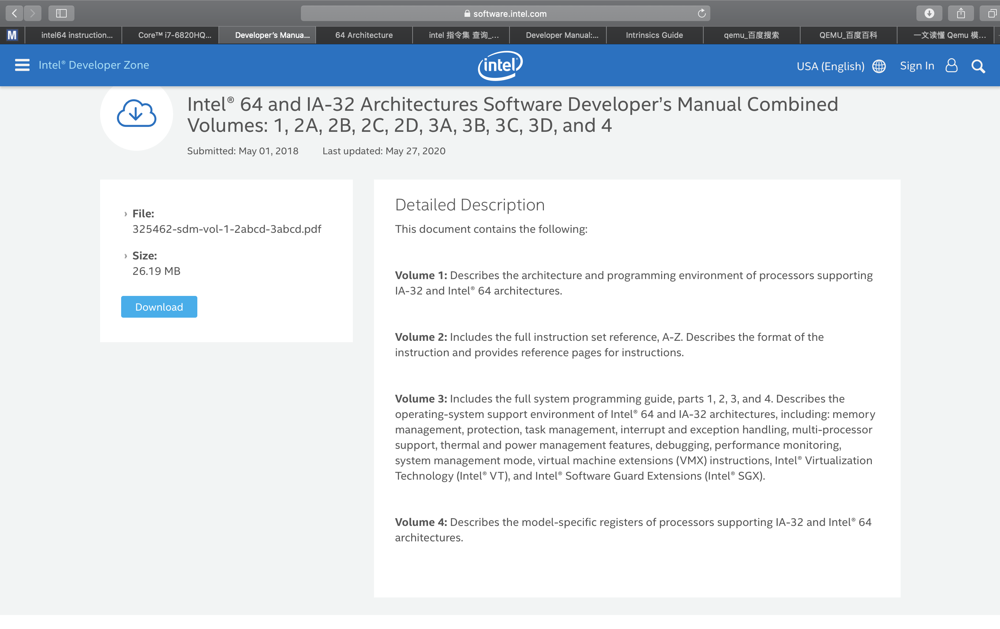 software.intel.com
M
intel64 instruction...
Core™ i7-6820HQ...
Developer’s Manua...
64 Architecture
intel 指令集 查询_...
Developer Manual:...
Intrinsics Guide
qemu_百度搜索
QEMU_百度百科
一文读懂 Qemu 模...
Intel® Developer Zone
intel®
USA (English)
Sign In
Intel® 64 and IA-32 Architectures Software Developer’s Manual Combined
Volumes: 1, 2A, 2B, 2C, 2D, 3A, 3B, 3C, 3D, and 4
Submitted: May 01, 2018
Last updated: May 27, 2020
File:
325462-sdm-vol-1-2abcd-3abcd.pdf
Size:
26.19 MB
Download
Detailed Description
This document contains the following:
Volume 1: Describes the architecture and programming environment of processors supporting
IA-32 and Intel® 64 architectures.
Volume 2: Includes the full instruction set reference, A-Z. Describes the format of the
instruction and provides reference pages for instructions.
Volume 3: Includes the full system programming guide, parts 1, 2, 3, and 4. Describes the
operating-system support environment of Intel® 64 and IA-32 architectures, including: memory
management, protection, task management, interrupt and exception handling, multi-processor
support, thermal and power management features, debugging, performance monitoring,
system management mode, virtual machine extensions (VMX) instructions, Intel® Virtualization
Technology (Intel® VT), and Intel® Software Guard Extensions (Intel® SGX).
Volume 4: Describes the model-specific registers of processors supporting IA-32 and Intel® 64
architectures.